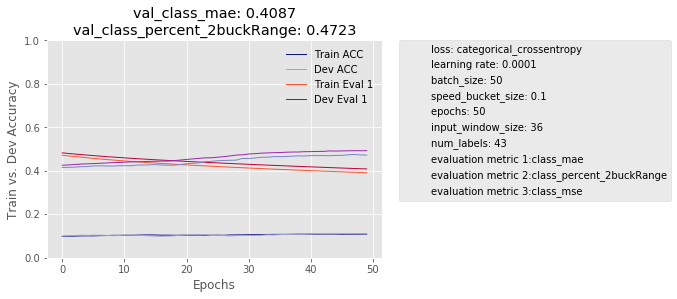 val_class_mae: 0.4087
val_class_percent_2buckRange: 0.4723
Train vs. Dev Accuracy
1.0
0.8
0.6
0.4
0.2
0.0
0
10
20
30
40
50
Epochs
Train ACC
Dev ACC
Train Eval 1
Dev Eval 1
loss: categorical_crossentropy
learning rate: 0.0001
batch_size: 50
speed_bucket_size: 0.1
epochs: 50
input_window_size: 36
num_labels: 43
evaluation metric 1:class_mae
evaluation metric 2:class_percent_2buckRange
evaluation metric 3:class_mse